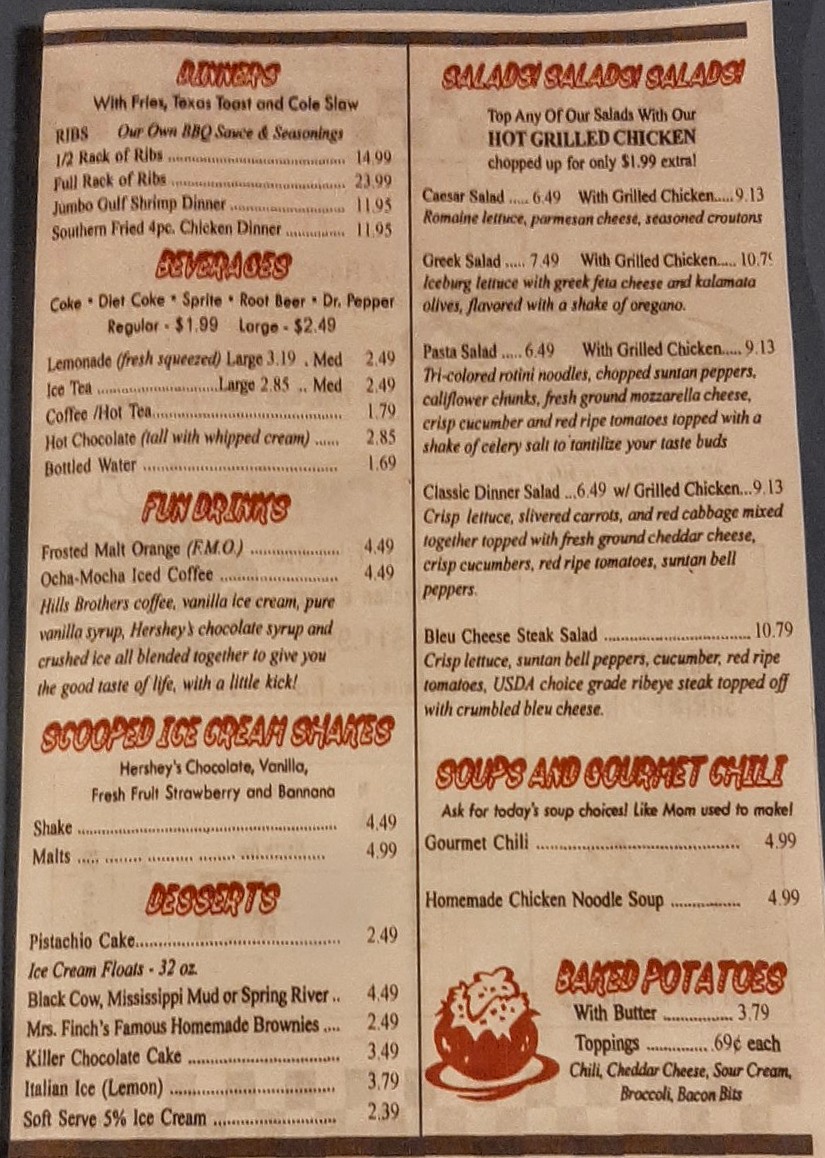 DINNERS
With Fries, Texas Toast and Cole Slaw
RIBS Our Own BBQ Sauce & Seasonings
1/2 Rack of Ribs .......... 14.99
Full Rack of Ribs .......... 23.99
Jumbo Gulf Shrimp Dinner .......... 11.95
Southern Fried 4pc. Chicken Dinner .......... 11.95
BEVERAGES
Coke * Diet Coke * Sprite * Root Beer * Dr. Pepper
Regular - $1.99 Large - $2.49
Lemonade (fresh squeezed) Large 3.19 . Med 2.49
Ice Tea ..........Large 2.85 .. Med 2.49
Coffee /Hot Tea.......... 1.79
Hot Chocolate (tall with whipped cream) ...... 2.85
Bottled Water .......... 1.69
FUN DRINKS
Frosted Malt Orange (F.M.O.) .......... 4.49
Ocha-Mocha Iced Coffee .......... 4.49
Hills Brothers coffee, vanilla ice cream, pure
vanilla syrup, Hershey's chocolate syrup and
crushed ice all blended together to give you
the good taste of life, with a little kick!
SCOOPED ICE CREAM SHAKES
Hershey's Chocolate, Vanilla,
Fresh Fruit Strawberry and Bannana
Shake .......... 4.49
Malts .......... 4.99
DESSERTS
Pistachio Cake.......... 2.49
Ice Cream Floats - 32 oz.
Black Cow, Mississippi Mud or Spring River .. 4.49
Mrs. Finch's Famous Homemade Brownies .... 2.49
Killer Chocolate Cake .......... 3.49
Italian Ice (Lemon) .......... 3.79
Soft Serve 5% Ice Cream .......... 2.39
SALADS! SALADS! SALADS!
Top Any Of Our Salads With Our
HOT GRILLED CHICKEN
chopped up for only $1.99 extra!
Caesar Salad ..... 6.49 With Grilled Chicken.....9.13
Romaine lettuce, parmesan cheese, seasoned croutons
Greek Salad ..... 7.49 With Grilled Chicken..... 10.79
Iceburg lettuce with greek feta cheese and kalamata
olives, flavored with a shake of oregano.
Pasta Salad ..... 6.49 With Grilled Chicken..... 9.13
Tri-colored rotini noodles, chopped suntan peppers,
califlower chunks, fresh ground mozzarella cheese,
crisp cucumber and red ripe tomatoes topped with a
shake of celery salt to tantilize your taste buds
Classic Dinner Salad ...6.49 w/ Grilled Chicken...9.13
Crisp lettuce, slivered carrots, and red cabbage mixed
together topped with fresh ground cheddar cheese,
crisp cucumbers, red ripe tomatoes, suntan bell
peppers.
Bleu Cheese Steak Salad .......... 10.79
Crisp lettuce, suntan bell peppers, cucumber, red ripe
tomatoes, USDA choice grade ribeye steak topped off
with crumbled bleu cheese.
SOUPS AND GOURMET CHILI
Ask for today's soup choices! Like Mom used to make!
Gourmet Chili .......... 4.99
Homemade Chicken Noodle Soup .......... 4.99
BAKED POTATOES
With Butter .......... 3.79
Toppings .......... .69¢ each
Chili, Cheddar Cheese, Sour Cream,
Broccoli, Bacon Bits